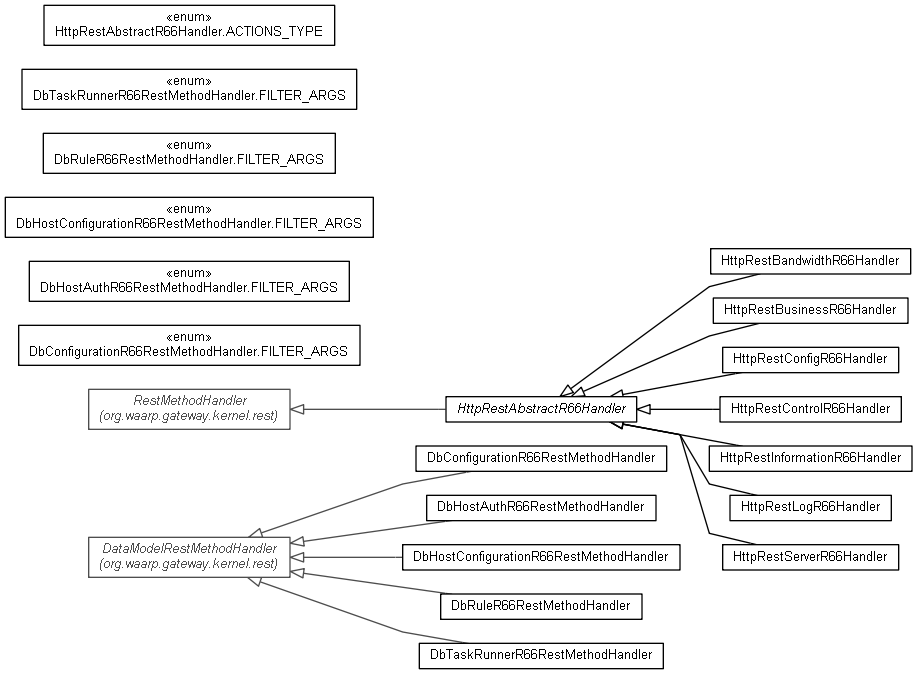 «enum»
HttpRestAbstractR66Handler.ACTIONS_TYPE
«enum»
DbTaskRunnerR66RestMethodHandler.FILTER_ARGS
«enum»
DbRuleR66RestMethodHandler.FILTER_ARGS
«enum»
DbHostConfigurationR66RestMethodHandler.FILTER_ARGS
«enum»
DbHostAuthR66RestMethodHandler.FILTER_ARGS
«enum»
DbConfigurationR66RestMethodHandler.FILTER_ARGS
RestMethodHandler
(org.waarp.gateway.kernel.rest)
HttpRestAbstractR66Handler
HttpRestBandwidthR66Handler
HttpRestBusinessR66Handler
HttpRestConfigR66Handler
HttpRestControlR66Handler
HttpRestInformationR66Handler
HttpRestLogR66Handler
HttpRestServerR66Handler
DataModelRestMethodHandler
(org.waarp.gateway.kernel.rest)
DbConfigurationR66RestMethodHandler
DbHostAuthR66RestMethodHandler
DbHostConfigurationR66RestMethodHandler
DbRuleR66RestMethodHandler
DbTaskRunnerR66RestMethodHandler